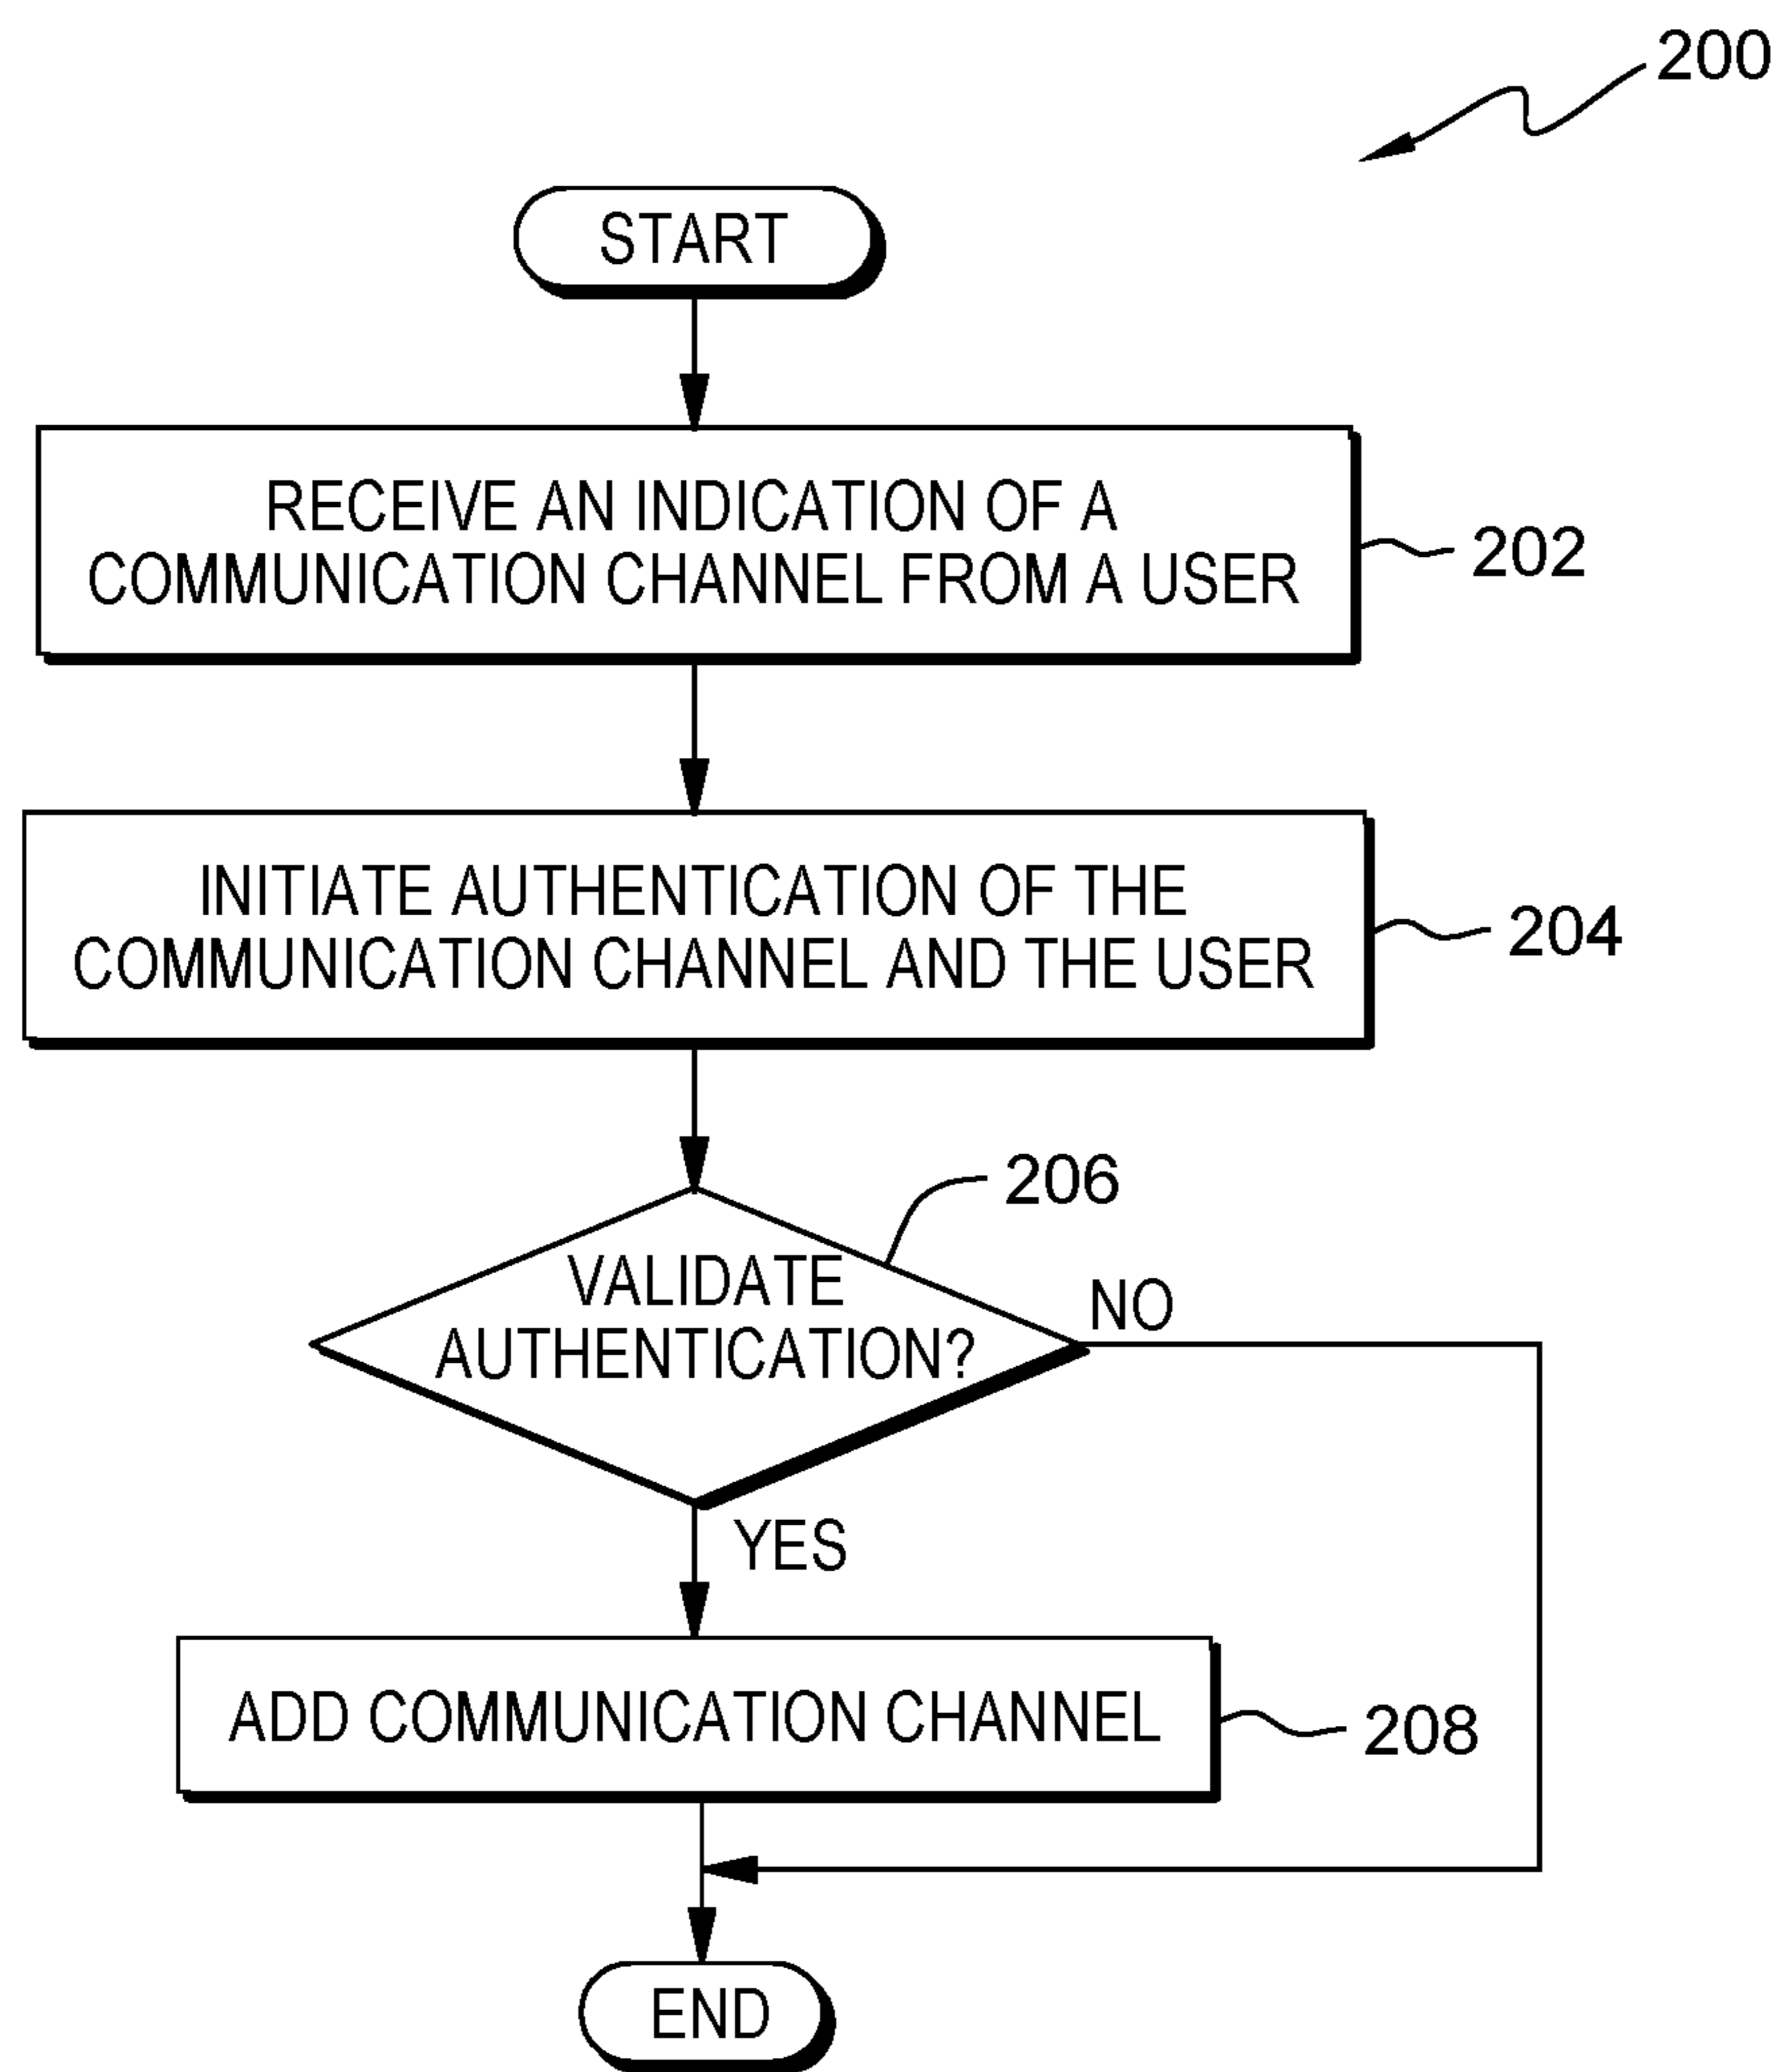 200
START
RECEIVE AN INDICATION OF A
COMMUNICATION CHANNEL FROM A USER
202
INITIATE AUTHENTICATION OF THE
COMMUNICATION CHANNEL AND THE USER
204
206
VALIDATE
AUTHENTICATION?
NO
YES
ADD COMMUNICATION CHANNEL
208
END